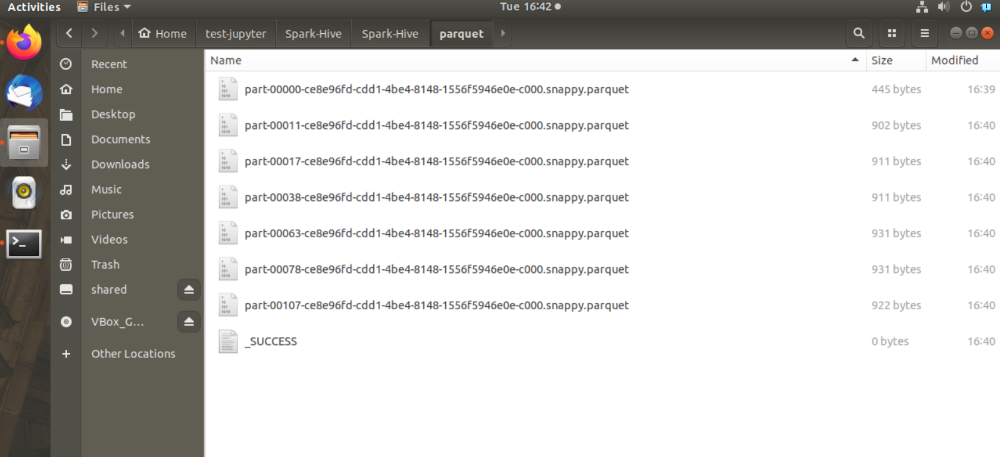 Activities Files Tue 16:42
Home test-jupyter Spark-Hive Spark-Hive parquet
Name Size Modified
Recent
Home
Desktop
Documents
Downloads
Music
Pictures
Videos
Trash
shared
VBox_G...
Other Locations
part-00000-ce8e96fd-cdd1-4be4-8148-1556f5946e0e-c000.snappy.parquet 445 bytes 16:39
part-00011-ce8e96fd-cdd1-4be4-8148-1556f5946e0e-c000.snappy.parquet 902 bytes 16:40
part-00017-ce8e96fd-cdd1-4be4-8148-1556f5946e0e-c000.snappy.parquet 911 bytes 16:40
part-00038-ce8e96fd-cdd1-4be4-8148-1556f5946e0e-c000.snappy.parquet 911 bytes 16:40
part-00063-ce8e96fd-cdd1-4be4-8148-1556f5946e0e-c000.snappy.parquet 931 bytes 16:40
part-00078-ce8e96fd-cdd1-4be4-8148-1556f5946e0e-c000.snappy.parquet 931 bytes 16:40
part-00107-ce8e96fd-cdd1-4be4-8148-1556f5946e0e-c000.snappy.parquet 922 bytes 16:40
_SUCCESS 0 bytes 16:40